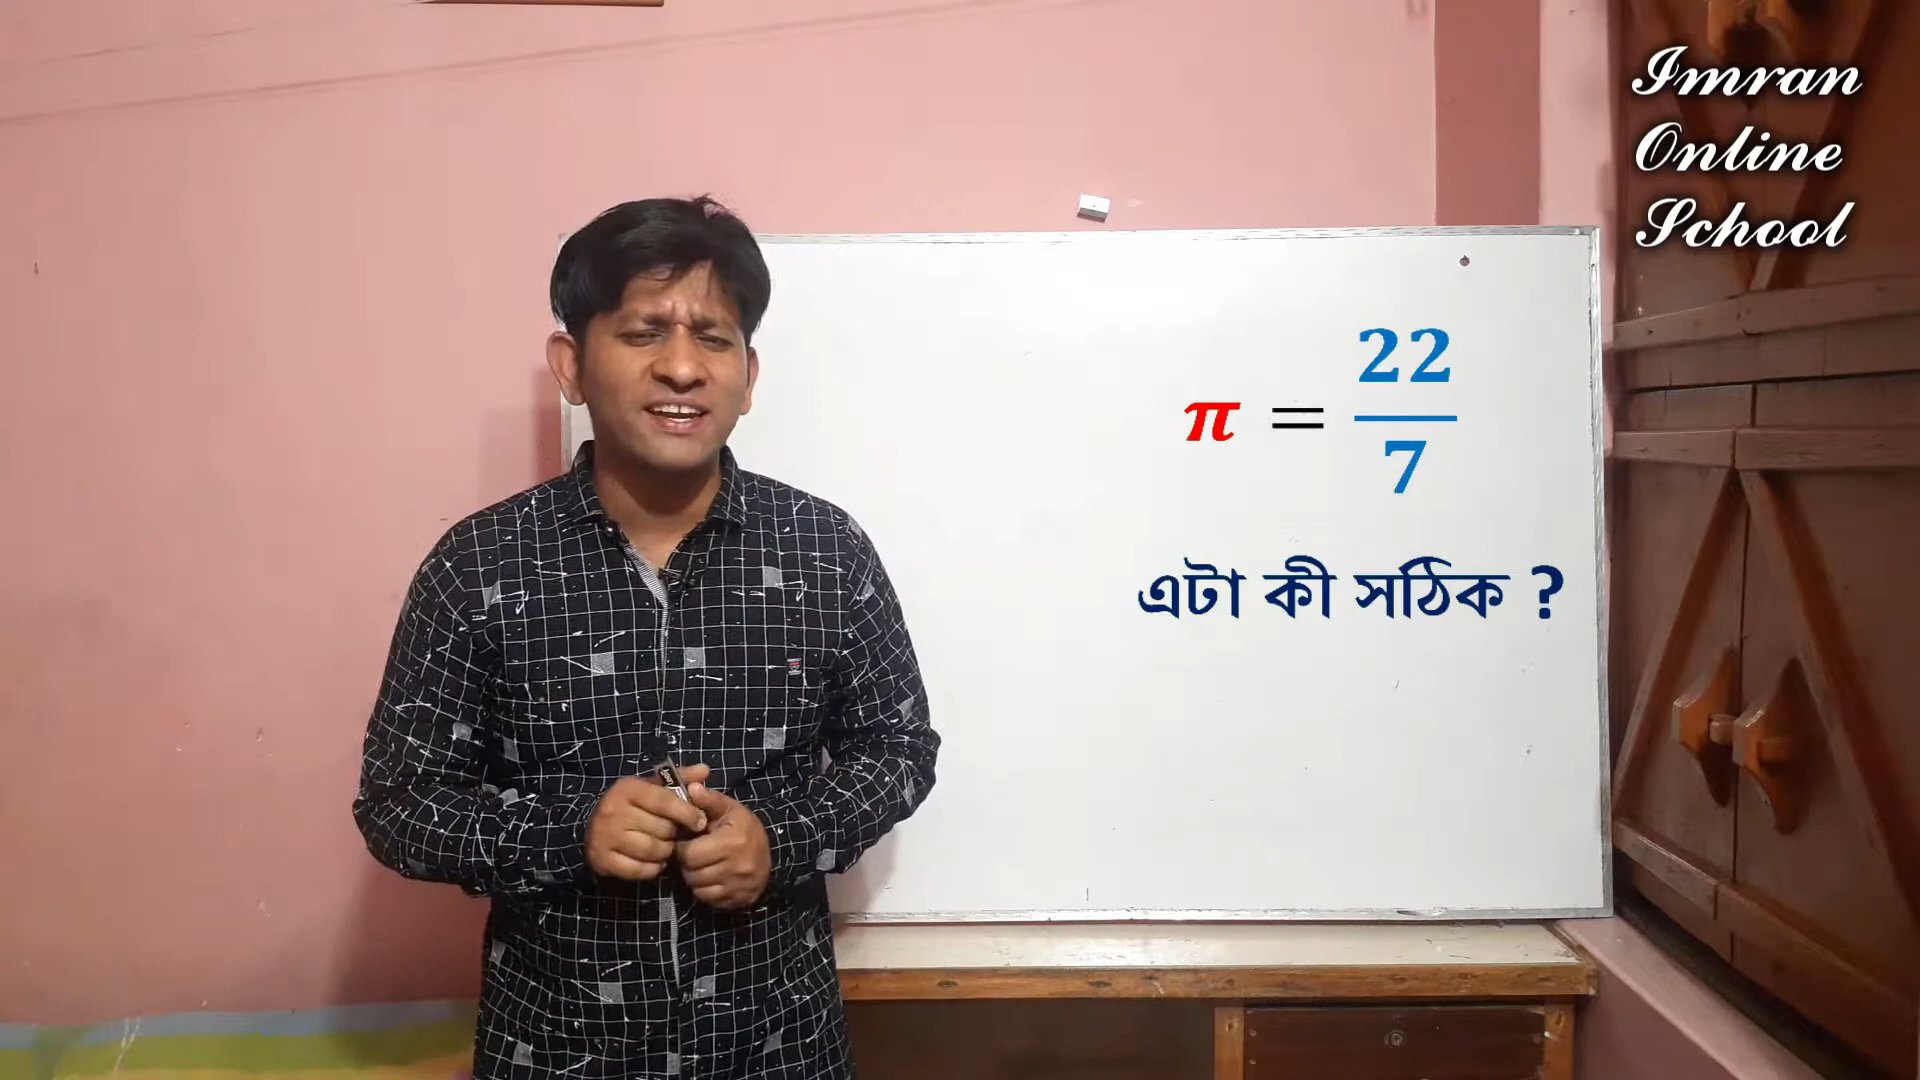 Imran
Online
School
π = 22/7
এটা কী সঠিক ?